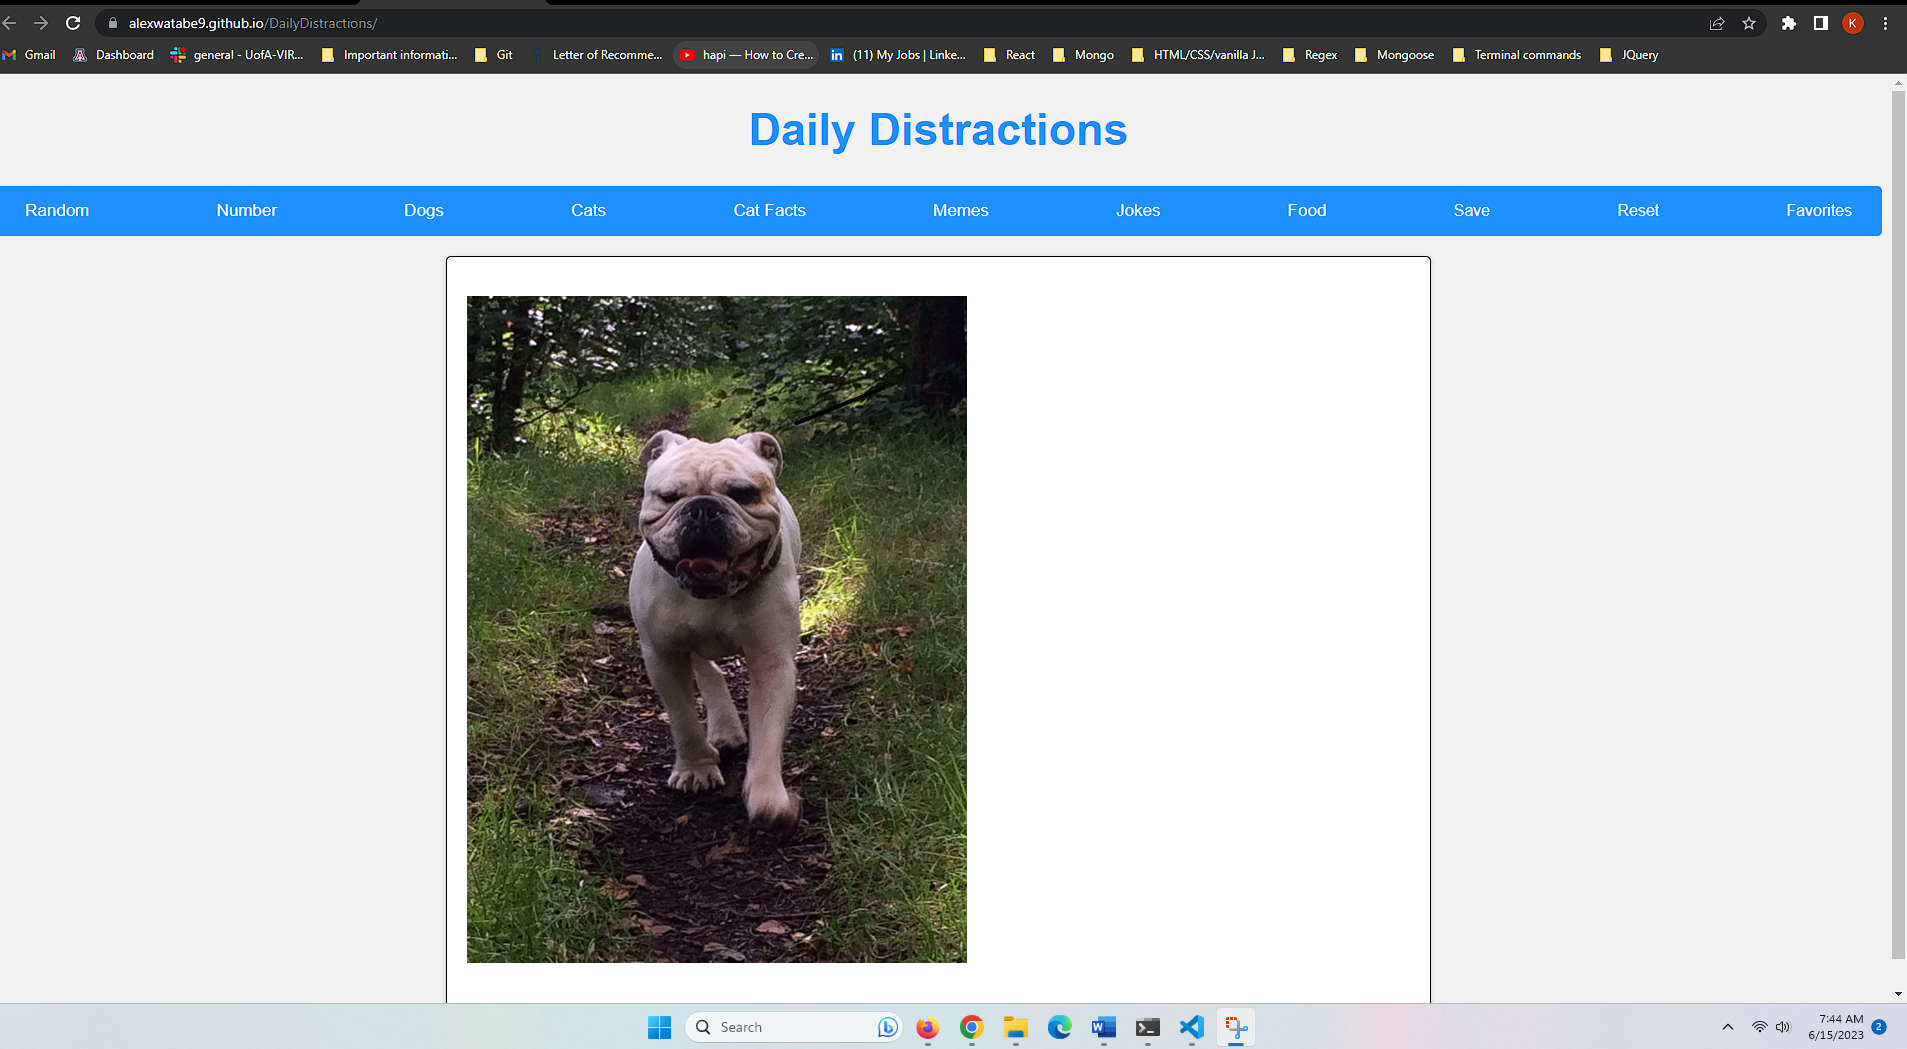 alexwatabe9.github.io/DailyDistractions/
K
Gmail Dashboard general - UofA-VIR... Important informati... Git Letter of Recomme... hapi — How to Cre... in (11) My Jobs | Linke... React Mongo HTML/CSS/vanilla J... Regex Mongoose Terminal commands JQuery
Daily Distractions
Random Number Dogs Cats Cat Facts Memes Jokes Food Save Reset Favorites
Search
7:44 AM
6/15/2023
2